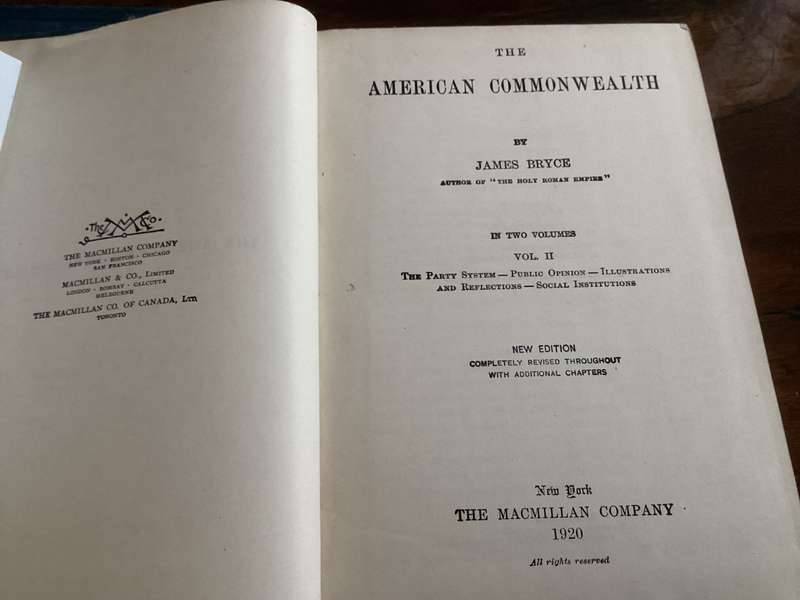 The M & Co.
THE MACMILLAN COMPANY
NEW YORK · BOSTON · CHICAGO
SAN FRANCISCO
MACMILLAN & CO., LIMITED
LONDON · BOMBAY · CALCUTTA
MELBOURNE
THE MACMILLAN CO. OF CANADA, LTD.
TORONTO
THE
AMERICAN COMMONWEALTH
BY
JAMES BRYCE
AUTHOR OF "THE HOLY ROMAN EMPIRE"
IN TWO VOLUMES
VOL. II
THE PARTY SYSTEM — PUBLIC OPINION — ILLUSTRATIONS
AND REFLECTIONS — SOCIAL INSTITUTIONS
NEW EDITION
COMPLETELY REVISED THROUGHOUT
WITH ADDITIONAL CHAPTERS
New York
THE MACMILLAN COMPANY
1920
All rights reserved